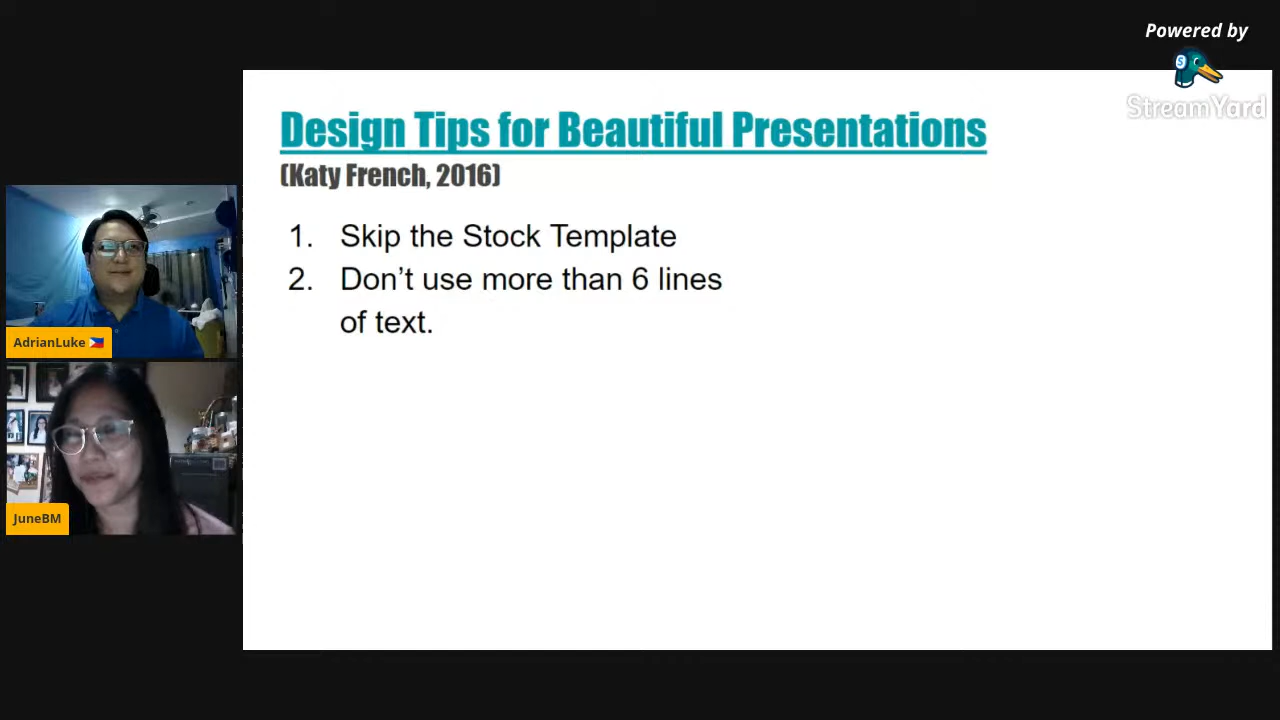 Powered by
StreamYard
Design Tips for Beautiful Presentations
(Katy French, 2016)
1. Skip the Stock Template
2. Don’t use more than 6 lines
of text.
AdrianLuke 🇵🇭
JuneBM